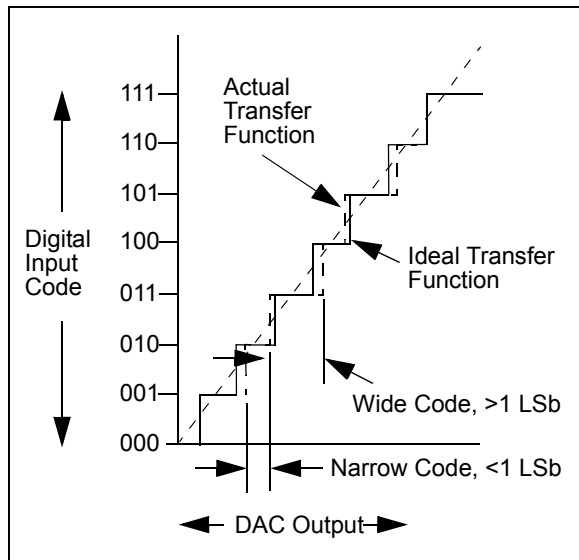 111
110
101
100
011
010
001
000
Digital
Input
Code
Actual
Transfer
Function
Ideal Transfer
Function
Wide Code, >1 LSb
Narrow Code, <1 LSb
DAC Output